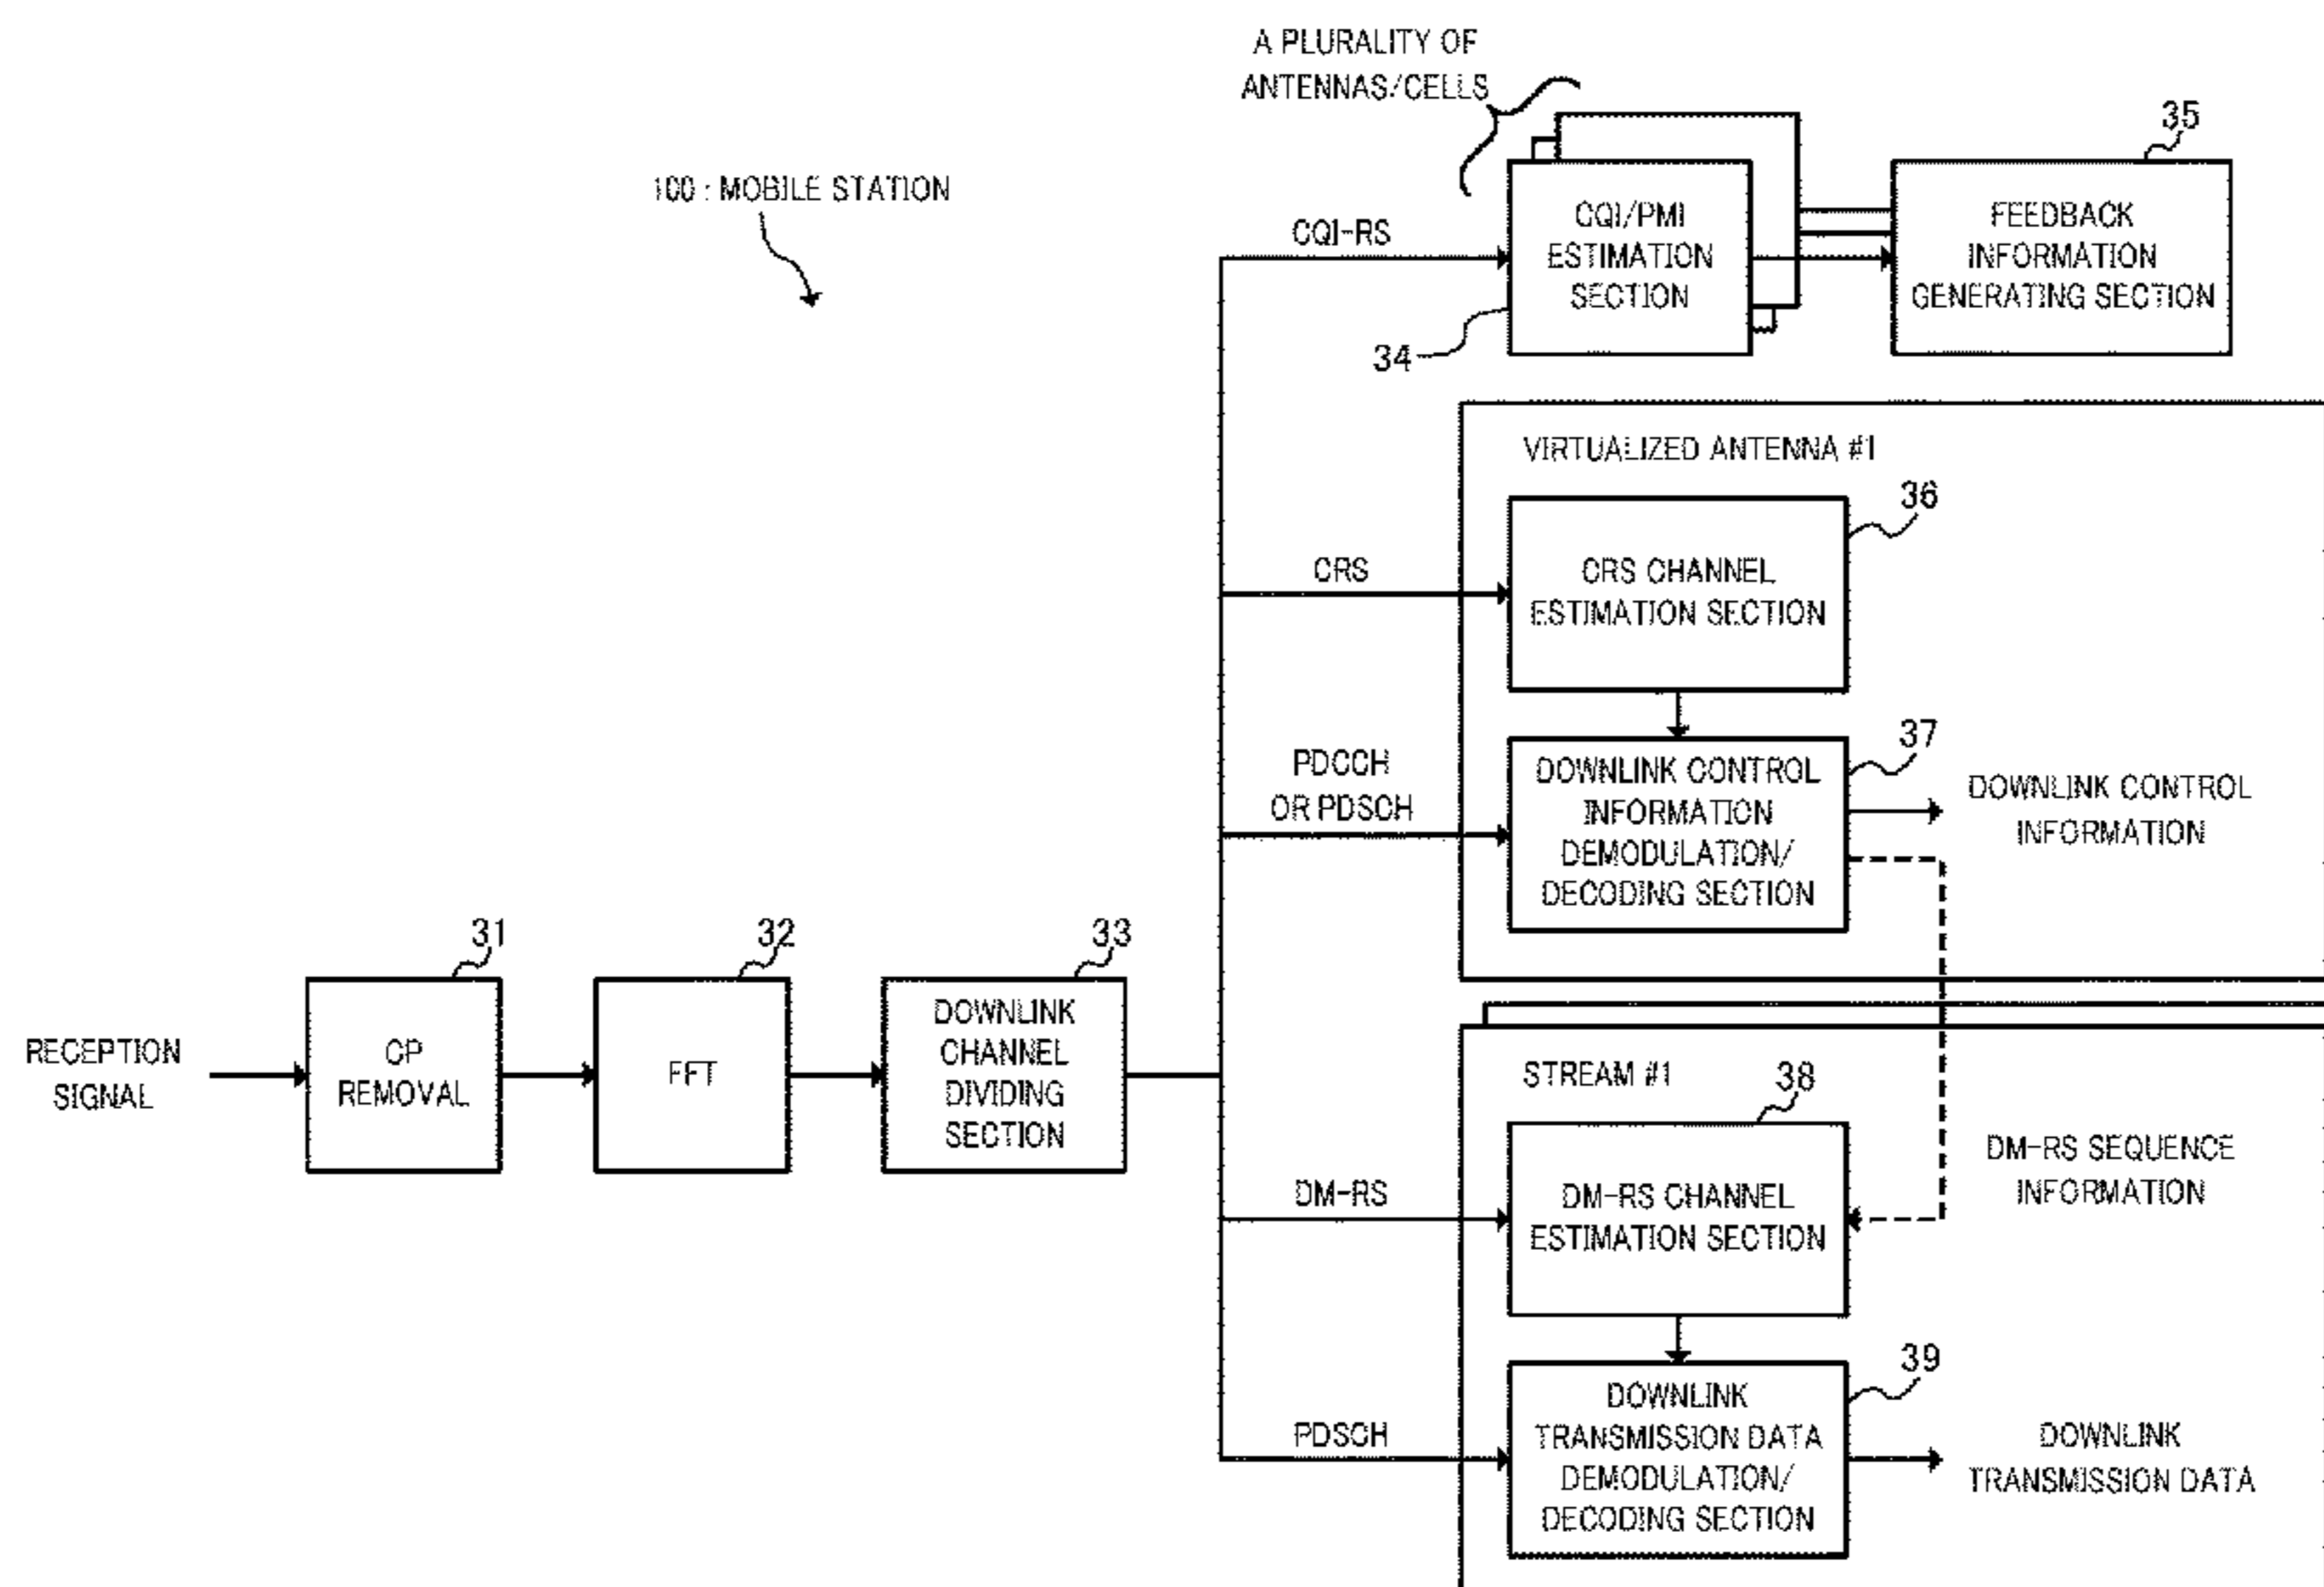 A PLURALITY OF
ANTENNAS/CELLS
100 : MOBILE STATION
35
CQI-RS
CQI/PMI
ESTIMATION
SECTION
FEEDBACK
INFORMATION
GENERATING SECTION
34
VIRTUALIZED ANTENNA #1
36
CRS
CRS CHANNEL
ESTIMATION SECTION
37
PDCCH
OR PDSCH
DOWNLINK CONTROL
INFORMATION
DEMODULATION/
DECODING SECTION
DOWNLINK CONTROL
INFORMATION
31
32
33
RECEPTION
SIGNAL
CP
REMOVAL
FFT
DOWNLINK
CHANNEL
DIVIDING
SECTION
STREAM #1
38
DM-RS
DM-RS CHANNEL
ESTIMATION SECTION
DM-RS SEQUENCE
INFORMATION
39
PDSCH
DOWNLINK
TRANSMISSION DATA
DEMODULATION/
DECODING SECTION
DOWNLINK
TRANSMISSION DATA